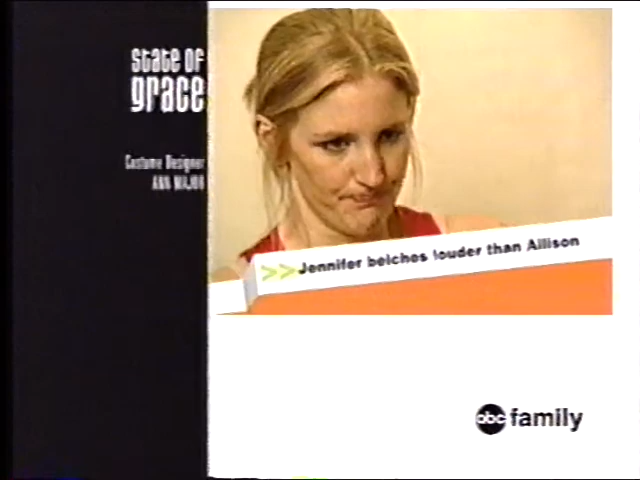 state of
grace
Costume Designer
ANN MAJOR
>>Jennifer belches louder than Allison
abc family